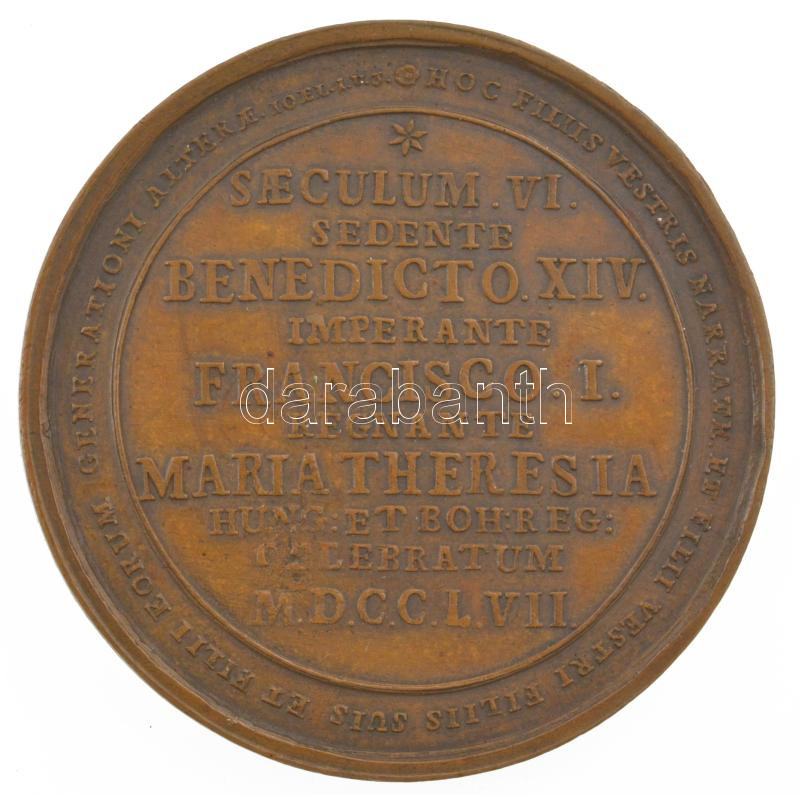 HOC FILIIS VESTRIS NARRATE ET FILII VESTRI FILIIS SUIS ET FILII EORUM GENERATIONI ALTERÆ. IOEL. I. V. 3.
SÆCULUM . VI .
SEDENTE
BENEDICTO . XIV .
IMPERANTE
FRANCISCO . I .
REGNANTE
MARIA THERESIA
HUNG: ET BOH: REG:
CELEBRATUM
M.D.C.C.L.VII.
darabanth